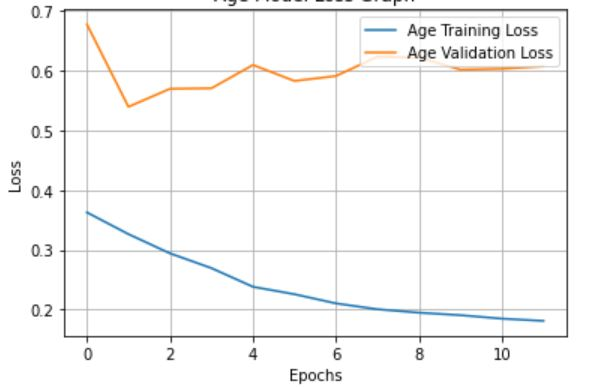 Age Model Loss Graph
0.7
Age Training Loss
Age Validation Loss
0.6
0.5
Loss
0.4
0.3
0.2
0 2 4 6 8 10
Epochs